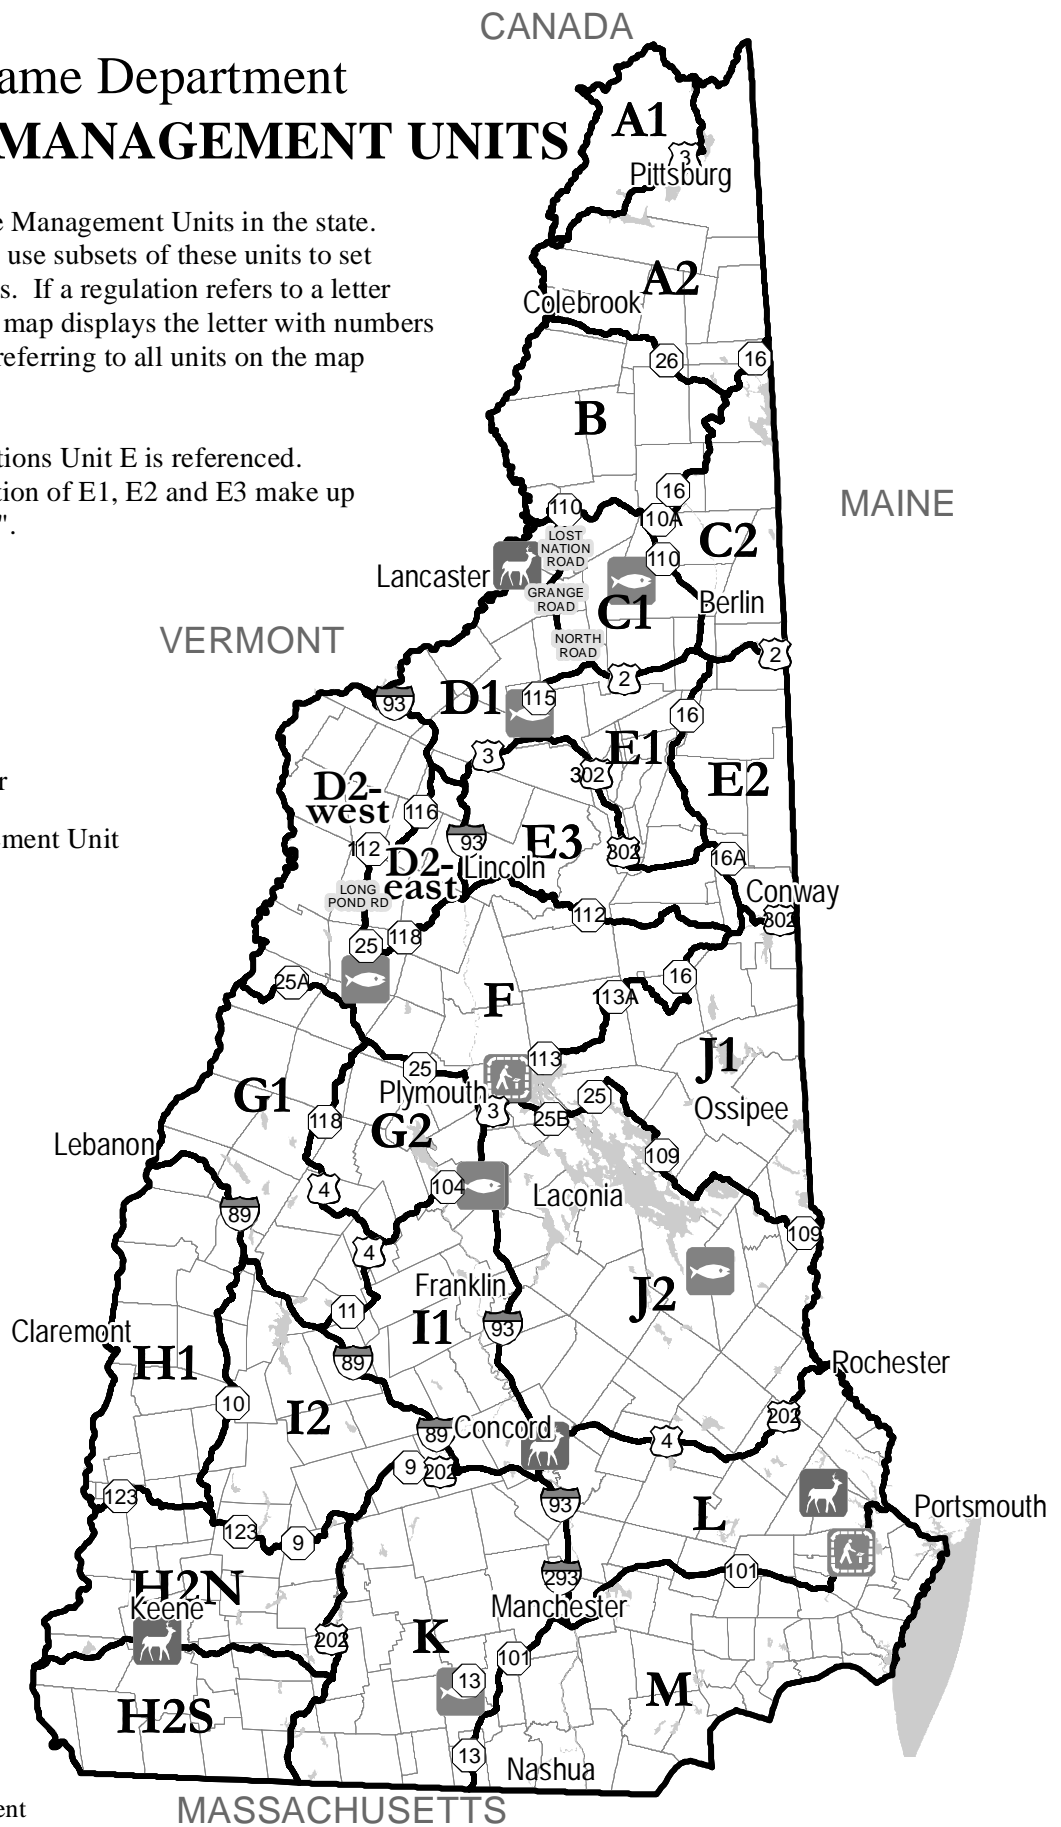 CANADA
ame Department
MANAGEMENT UNITS
e Management Units in the state.
use subsets of these units to set
s. If a regulation refers to a letter
map displays the letter with numbers
referring to all units on the map
tions Unit E is referenced.
tion of E1, E2 and E3 make up
".
r
ement Unit
ent
A1
3
Pittsburg
A2
Colebrook
26
16
B
16
MAINE
110
10A
C2
LOST
NATION
ROAD
110
Lancaster
GRANGE
ROAD
C1
Berlin
VERMONT
NORTH
ROAD
2
2
93
D1
115
16
3
E1
302
E2
D2-
west
116
93
E3
302
112
16A
D2-
east
Lincoln
LONG
POND RD
Conway
112
302
118
25
16
25A
113A
F
J1
113
25
Plymouth
25
G1
3
25B
Ossipee
118
G2
Lebanon
109
4
104
Laconia
89
109
4
Franklin
J2
11
I1
93
Claremont
H1
89
Rochester
10
I2
202
89
Concord
4
9
202
123
93
L
Portsmouth
123
9
293
101
H2N
Keene
Manchester
202
K
101
13
M
H2S
13
Nashua
MASSACHUSETTS